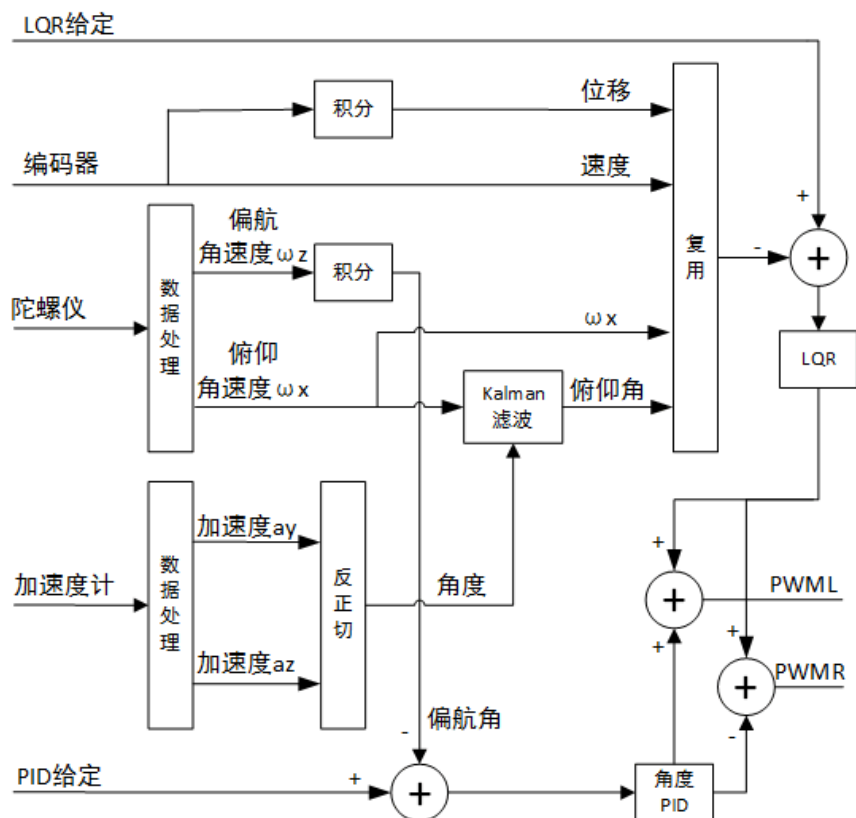 LQR给定
积分
位移
编码器
速度
+
-
+
复用
偏航
角速度ωz
积分
陀螺仪
数据处理
ωx
LQR
俯仰
角速度ωx
Kalman
滤波
俯仰角
加速度计
数据处理
加速度ay
加速度az
反正切
角度
+
+
+
PWML
+
+
-
PWMR
-
偏航角
PID给定
+
+
角度
PID